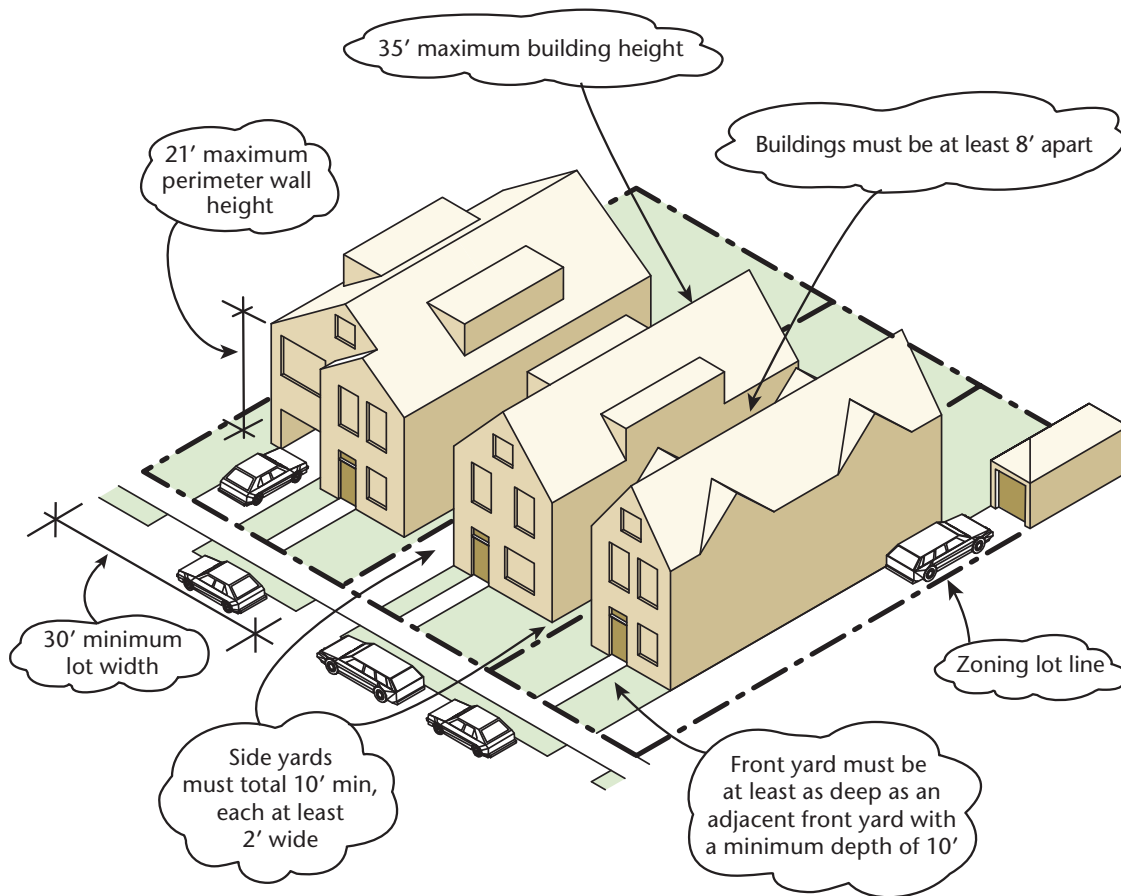 35′ maximum building height
Buildings must be at least 8′ apart
21′ maximum
perimeter wall
height
30′ minimum
lot width
Zoning lot line
Side yards
must total 10′ min,
each at least
2′ wide
Front yard must be
at least as deep as an
adjacent front yard with
a minimum depth of 10′